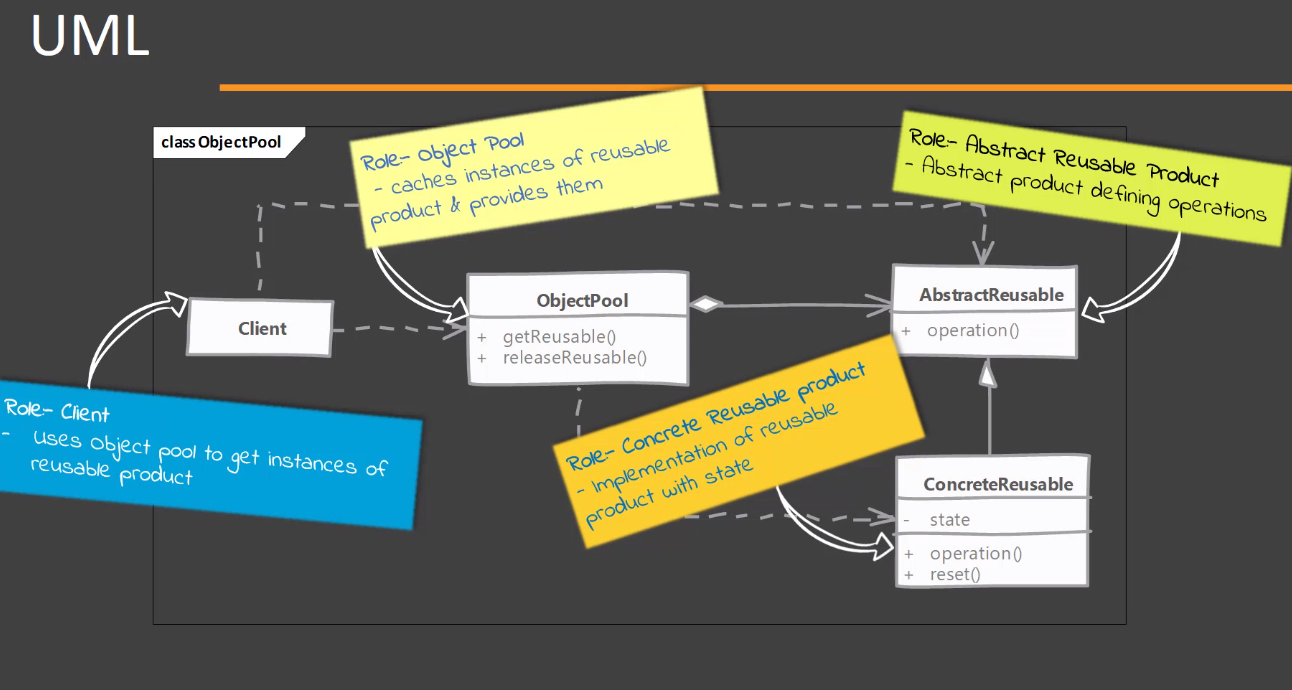 UML
class ObjectPool
Role:- Object Pool
- caches instances of reusable
product & provides them
Role:- Abstract Reusable Product
- Abstract product defining operations
Client
ObjectPool
+ getReusable()
+ releaseReusable()
AbstractReusable
+ operation()
Role:- Client
- Uses Object pool to get instances of
reusable product
Role:- Concrete Reusable product
- Implementation of reusable
product with state
ConcreteReusable
- state
+ operation()
+ reset()